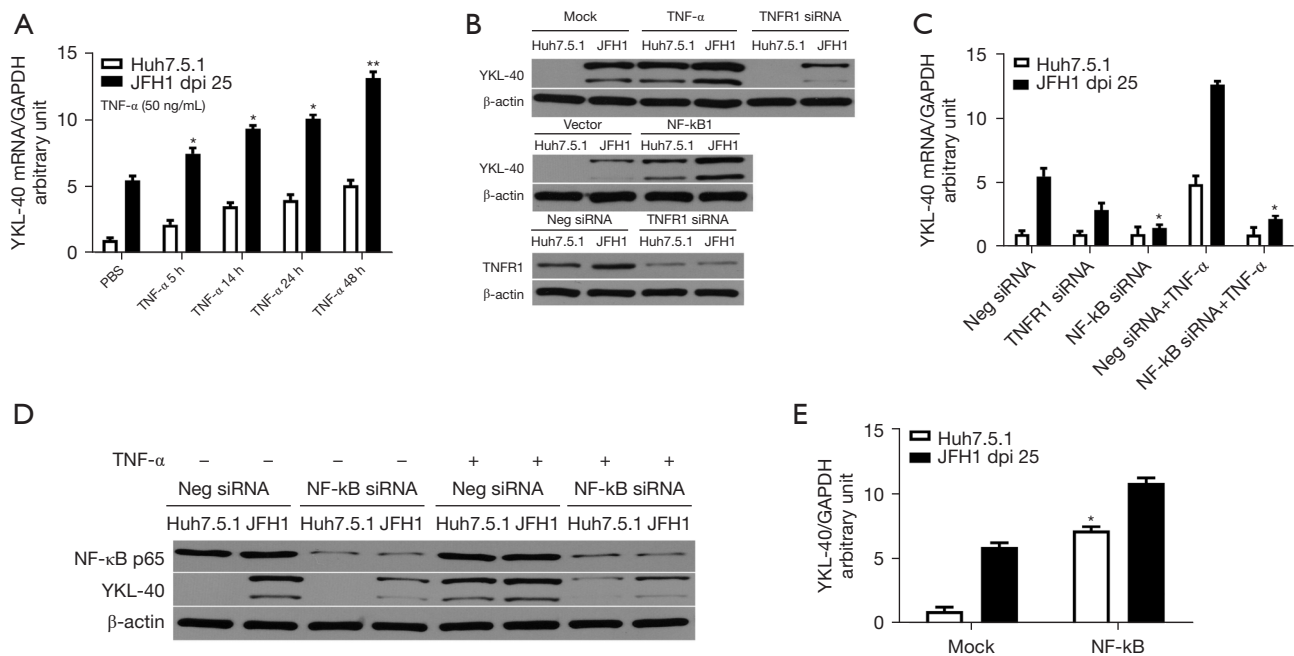 A
YKL-40 mRNA/GAPDH
arbitrary unit
15
10
5
0
Huh7.5.1
JFH1 dpi 25
TNF-α (50 ng/mL)
*
*
*
**
PBS
TNF-α 5 h
TNF-α 14 h
TNF-α 24 h
TNF-α 48 h
B
Mock TNF-α TNFR1 siRNA
Huh7.5.1 JFH1 Huh7.5.1 JFH1 Huh7.5.1 JFH1
YKL-40
β-actin
Vector NF-kB1
Huh7.5.1 JFH1 Huh7.5.1 JFH1
YKL-40
β-actin
Neg siRNA TNFR1 siRNA
Huh7.5.1 JFH1 Huh7.5.1 JFH1
TNFR1
β-actin
C
YKL-40 mRNA/GAPDH
arbitrary unit
15
10
5
0
Huh7.5.1
JFH1 dpi 25
*
*
Neg siRNA
TNFR1 siRNA
NF-kB siRNA
Neg siRNA+TNF-α
NF-kB siRNA+TNF-α
D
TNF-α – – – – + + + +
Neg siRNA NF-kB siRNA Neg siRNA NF-kB siRNA
Huh7.5.1 JFH1 Huh7.5.1 JFH1 Huh7.5.1 JFH1 Huh7.5.1 JFH1
NF-κB p65
YKL-40
β-actin
E
YKL-40/GAPDH
arbitrary unit
15
10
5
0
Huh7.5.1
JFH1 dpi 25
*
Mock NF-kB